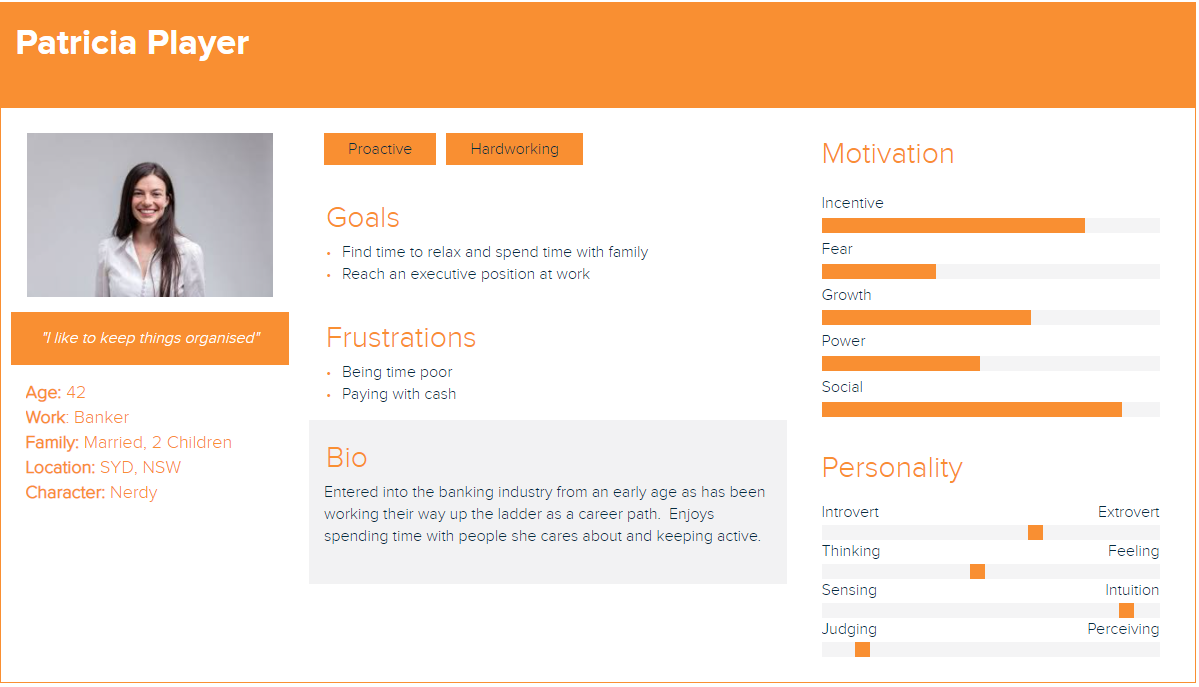 Patricia Player
"I like to keep things organised"
Age: 42
Work: Banker
Family: Married, 2 Children
Location: SYD, NSW
Character: Nerdy
Proactive Hardworking
Goals
• Find time to relax and spend time with family
• Reach an executive position at work
Frustrations
• Being time poor
• Paying with cash
Bio
Entered into the banking industry from an early age as has been
working their way up the ladder as a career path.  Enjoys
spending time with people she cares about and keeping active.
Motivation
Incentive
Fear
Growth
Power
Social
Personality
Introvert Extrovert
Thinking Feeling
Sensing Intuition
Judging Perceiving